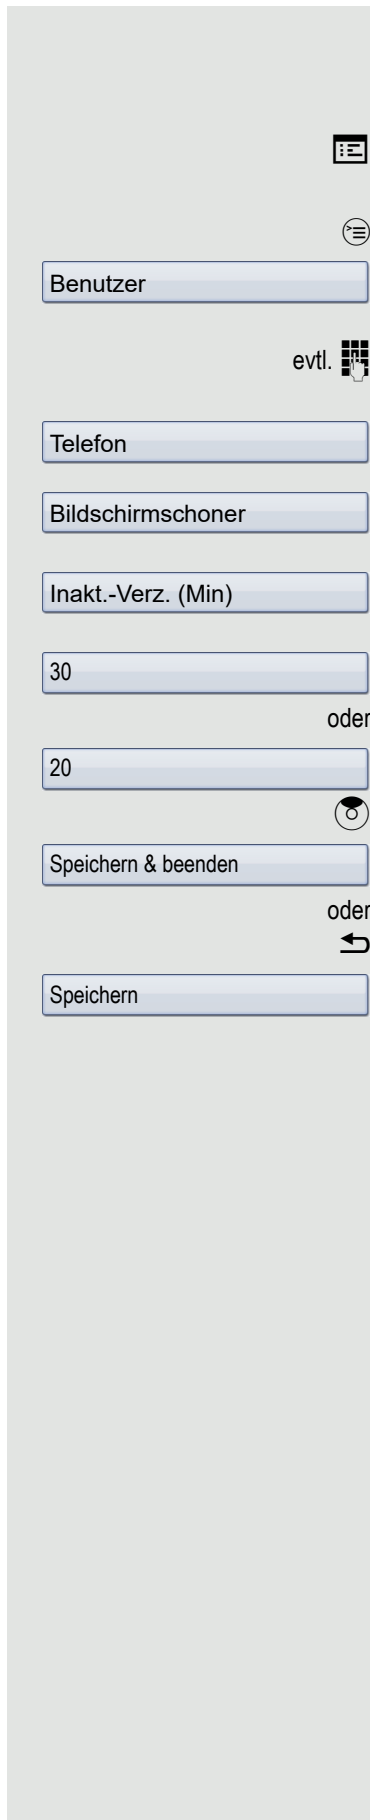 Benutzer
evtl.
Telefon
Bildschirmschoner
Inakt.-Verz. (Min)
30
oder
20
Speichern & beenden
oder
Speichern